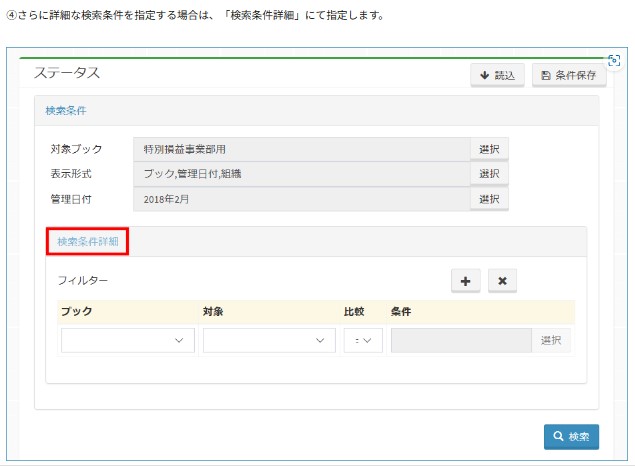 ④さらに詳細な検索条件を指定する場合は、「検索条件詳細」にて指定します。
ステータス
読込 条件保存
検索条件
対象ブック 特別損益事業部用 選択
表示形式 ブック,管理日付,組織 選択
管理日付 2018年2月 選択
検索条件詳細
フィルター
ブック 対象 比較 条件
= 選択
検索